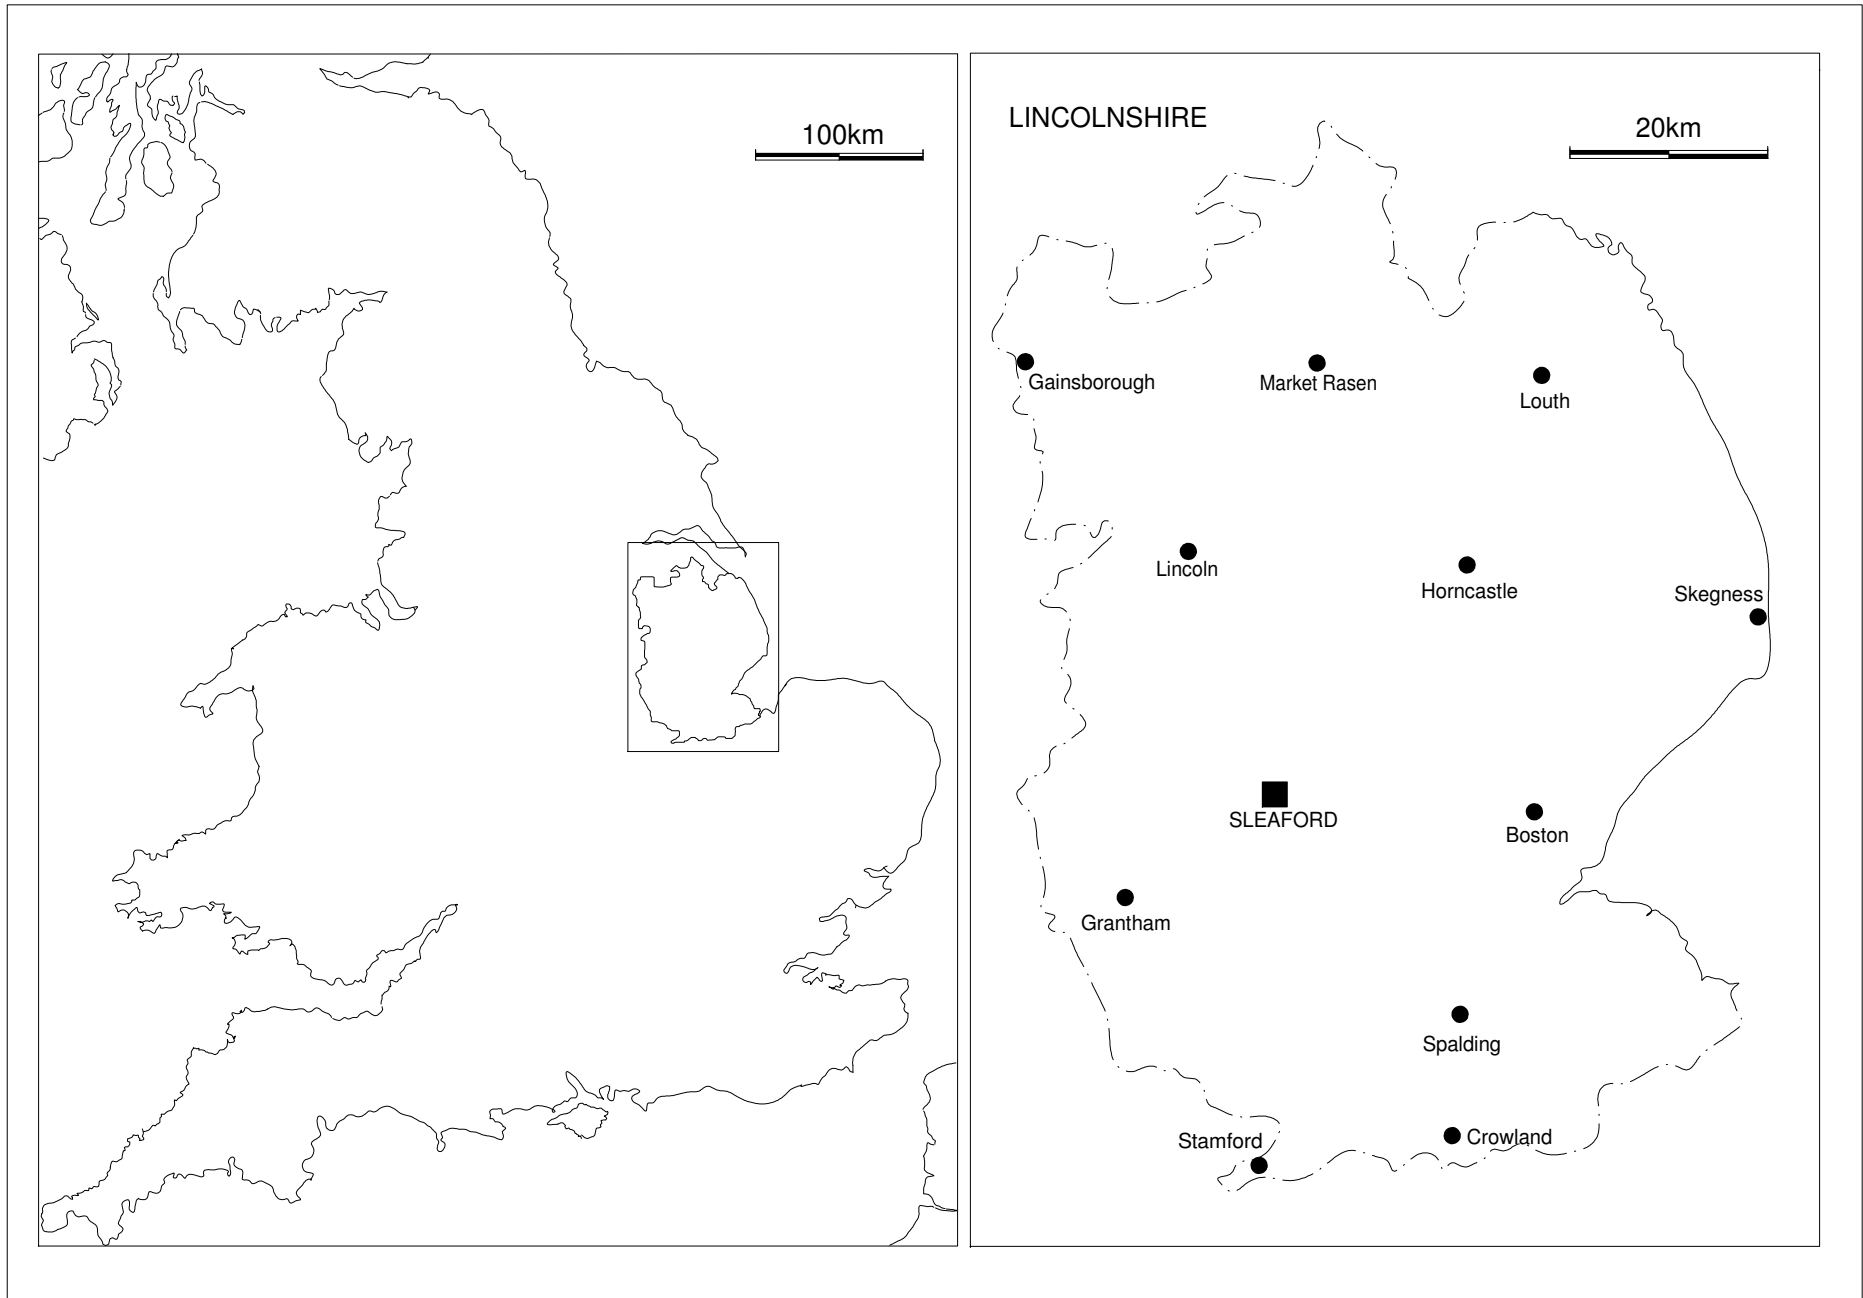 100km
LINCOLNSHIRE
20km
Gainsborough
Market Rasen
Louth
Lincoln
Horncastle
Skegness
SLEAFORD
Boston
Grantham
Spalding
Stamford
Crowland